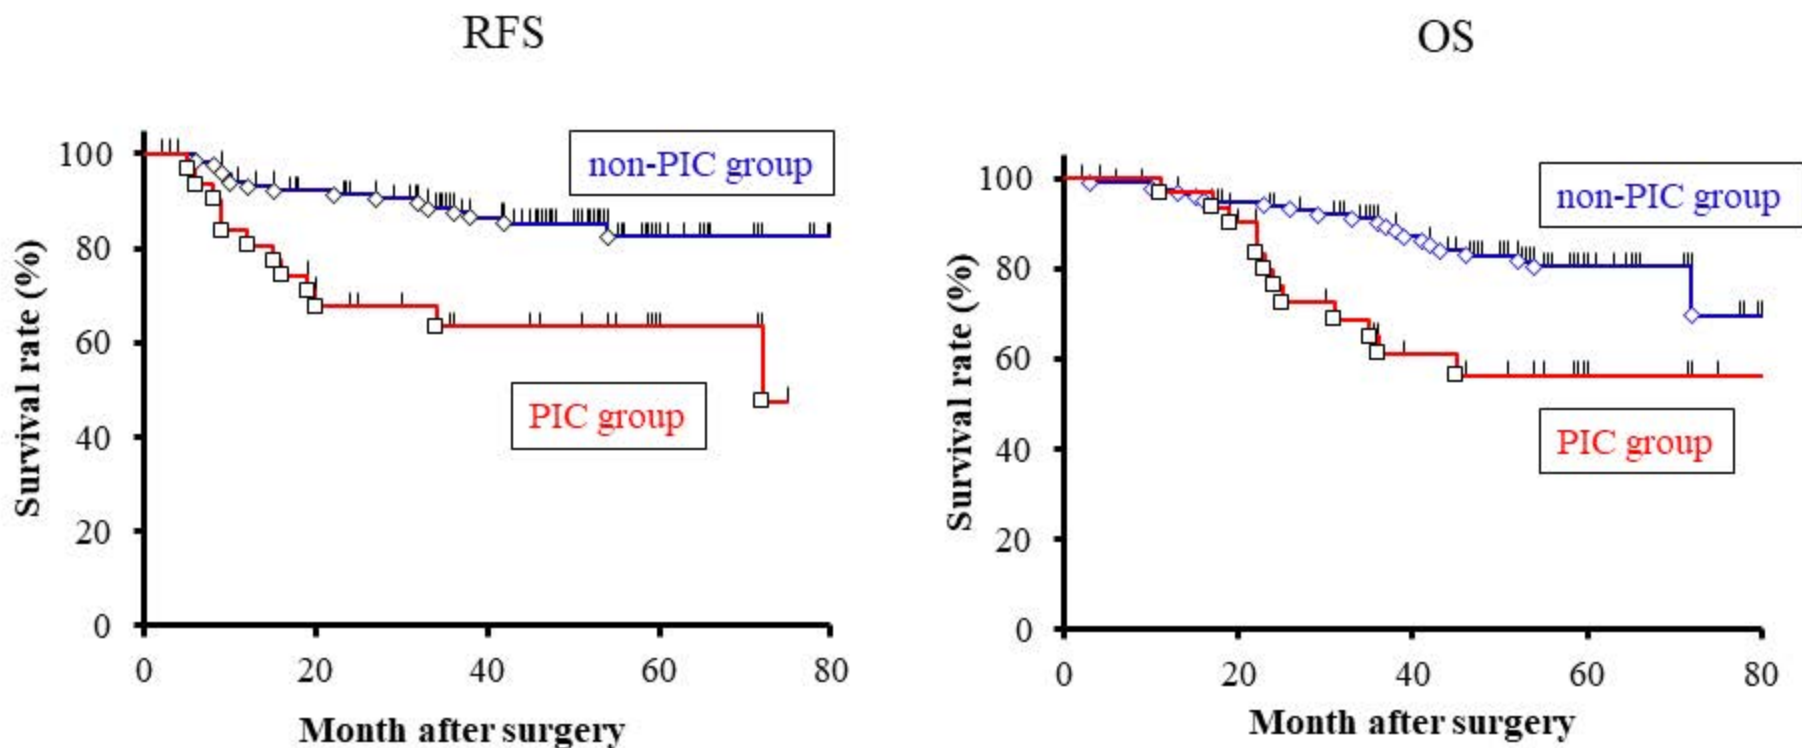 RFS
non-PIC group
PIC group
Survival rate (%)
100
80
60
40
20
0
0 20 40 60 80
Month after surgery
OS
non-PIC group
PIC group
Survival rate (%)
100
80
60
40
20
0
0 20 40 60 80
Month after surgery